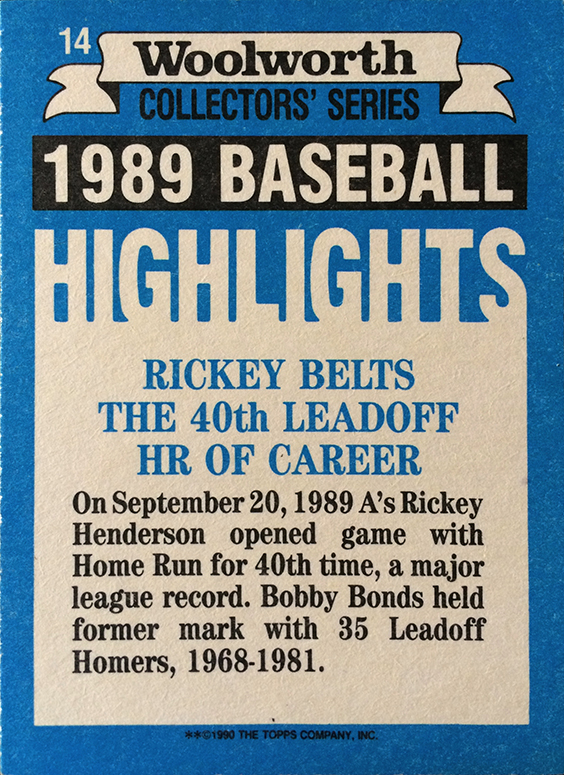 14
Woolworth
COLLECTORS' SERIES
1989 BASEBALL
HIGHLIGHTS
RICKEY BELTS
THE 40th LEADOFF
HR OF CAREER
On September 20, 1989 A's Rickey
Henderson opened game with
Home Run for 40th time, a major
league record. Bobby Bonds held
former mark with 35 Leadoff
Homers, 1968-1981.
**©1990 THE TOPPS COMPANY, INC.